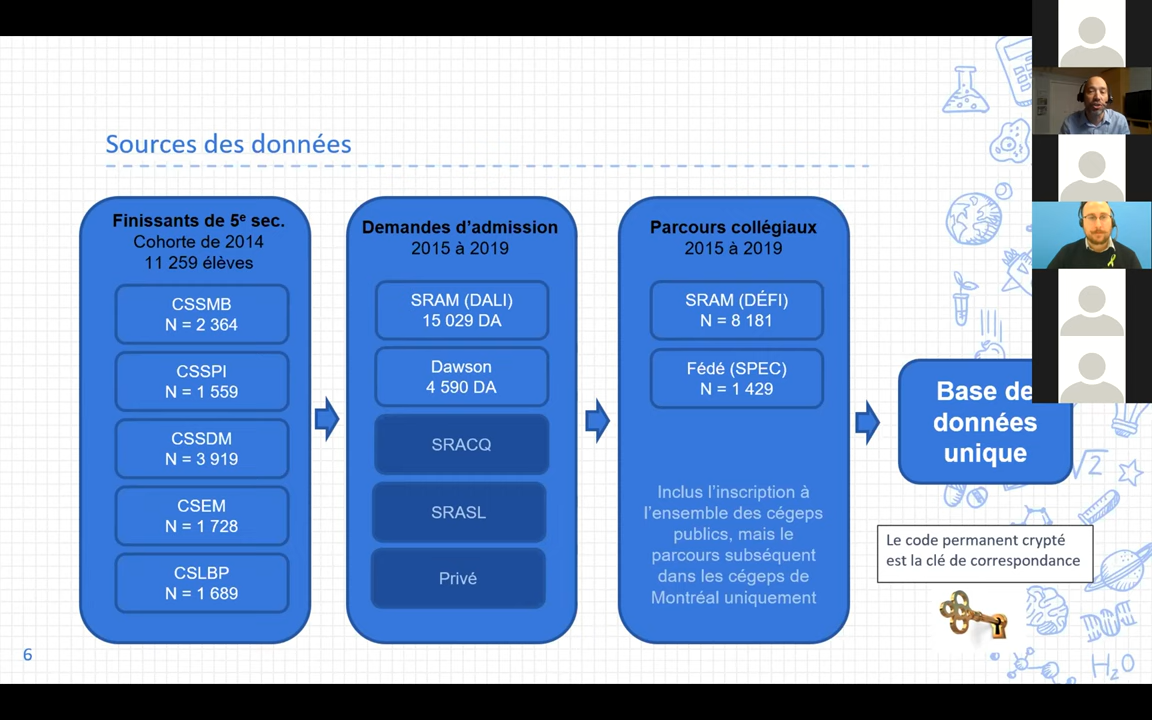 Sources des données
Finissants de 5e sec.
Cohorte de 2014
11 259 élèves
CSSMB
N = 2 364
CSSPI
N = 1 559
CSSDM
N = 3 919
CSEM
N = 1 728
CSLBP
N = 1 689
Demandes d'admission
2015 à 2019
SRAM (DALI)
15 029 DA
Dawson
4 590 DA
SRACQ
SRASL
Privé
Parcours collégiaux
2015 à 2019
SRAM (DÉFI)
N = 8 181
Fédé (SPEC)
N = 1 429
Inclus l'inscription à
l'ensemble des cégeps
publics, mais le
parcours subséquent
dans les cégeps de
Montréal uniquement
Base de
données
unique
Le code permanent crypté
est la clé de correspondance
√2
H2O
6